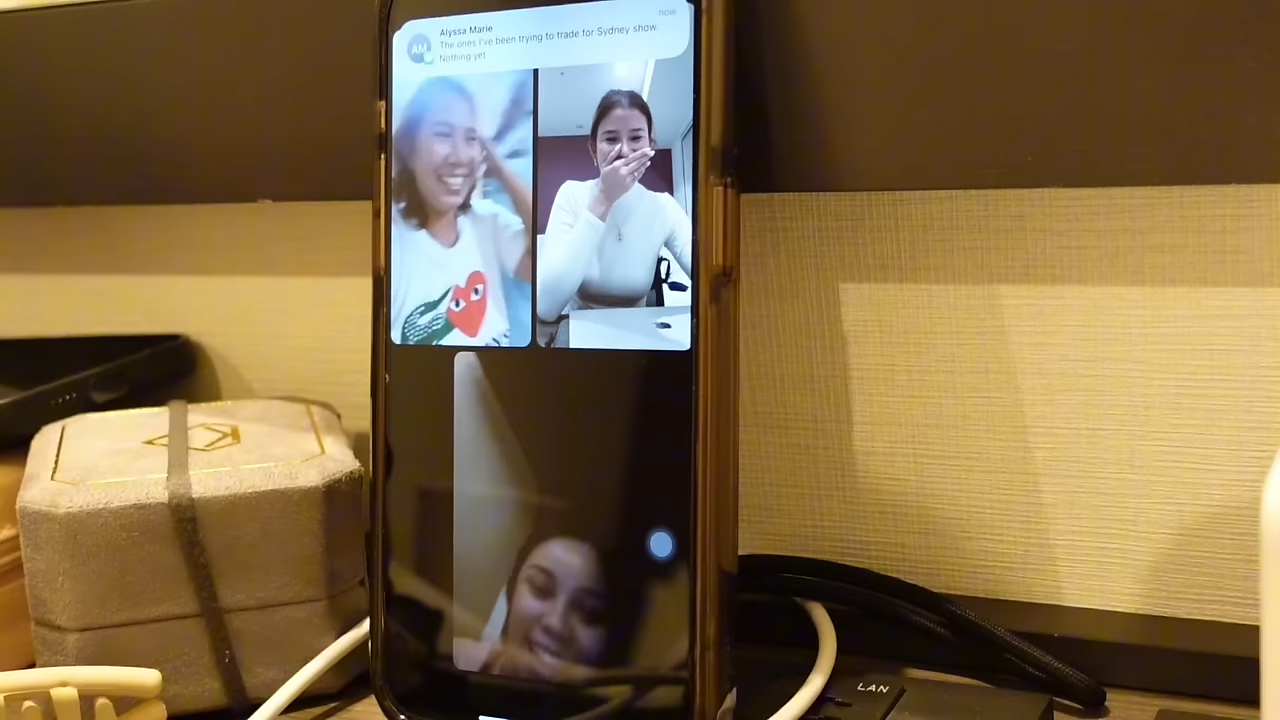 now
Alyssa Marie
AM
The ones I've been trying to trade for Sydney show.
Nothing yet
LAN